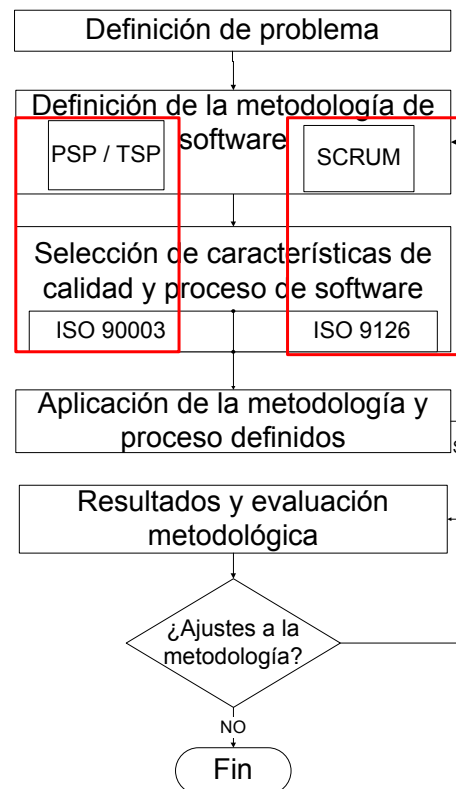 Definición de problema
Definición de la metodología de
software
PSP / TSP
SCRUM
Selección de características de
calidad y proceso de software
ISO 90003
ISO 9126
Aplicación de la metodología y
proceso definidos
Resultados y evaluación
metodológica
¿Ajustes a la
metodología?
NO
Fin